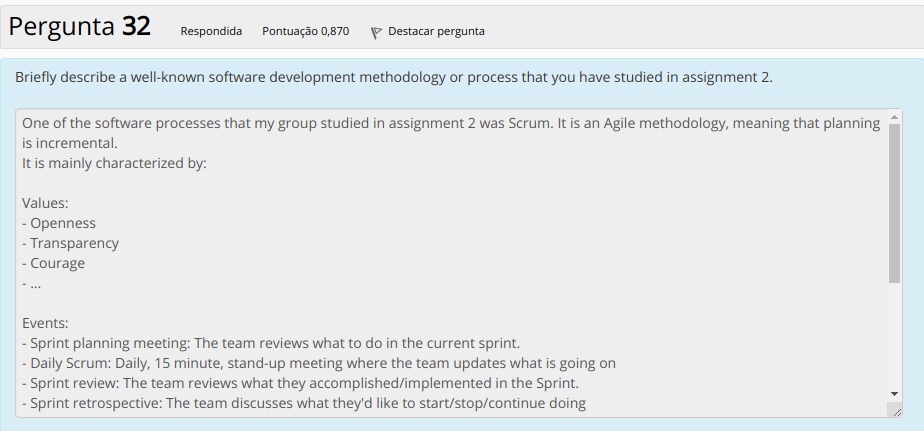 Pergunta 32 Respondida Pontuação 0,870 Destacar pergunta
Briefly describe a well-known software development methodology or process that you have studied in assignment 2.
One of the software processes that my group studied in assignment 2 was Scrum. It is an Agile methodology, meaning that planning
is incremental.
It is mainly characterized by:
Values:
- Openness
- Transparency
- Courage
- ...
Events:
- Sprint planning meeting: The team reviews what to do in the current sprint.
- Daily Scrum: Daily, 15 minute, stand-up meeting where the team updates what is going on
- Sprint review: The team reviews what they accomplished/implemented in the Sprint.
- Sprint retrospective: The team discusses what they'd like to start/stop/continue doing